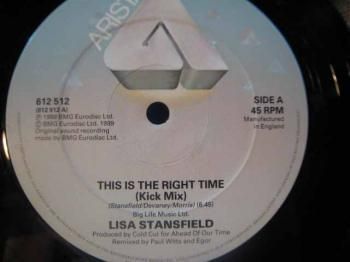 ARISTA
612 512
(612 512-A)
℗ 1989 BMG Eurodisc Ltd.
© BMG Eurodisc Ltd. 1989
Original sound recording
made by BMG Eurodisc Ltd.
SIDE A
45 RPM
Manufactured
in England
THIS IS THE RIGHT TIME
(Kick Mix)
(Stansfield/Devaney/Morris) (6.45)
Big Life Music Ltd.
LISA STANSFIELD
Produced by Cold Cut for Ahead Of Our Time
Remixed by Paul Witts and Egor